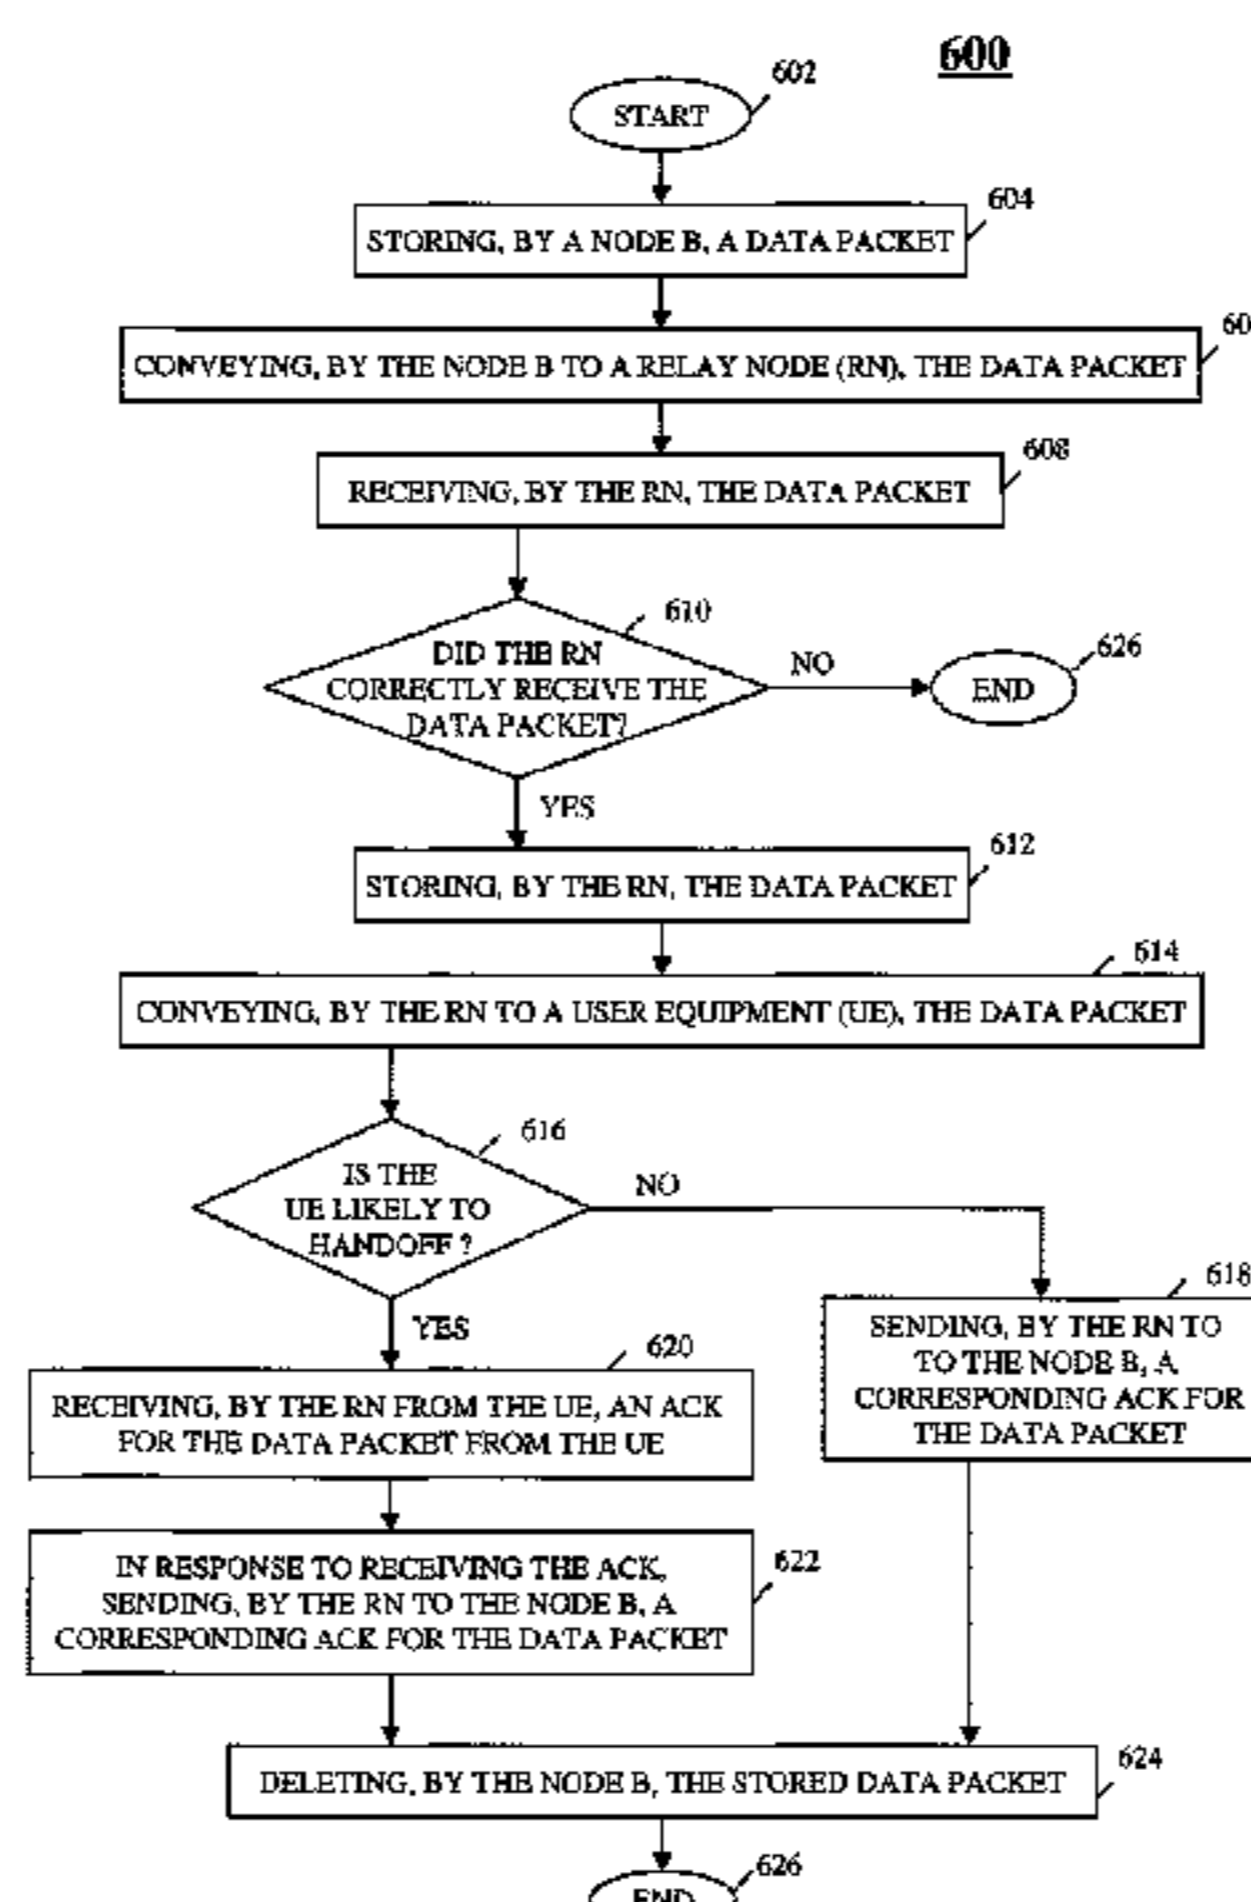 600
602
START
604
STORING, BY A NODE B, A DATA PACKET
60
CONVEYING, BY THE NODE B TO A RELAY NODE (RN), THE DATA PACKET
608
RECEIVING, BY THE RN, THE DATA PACKET
610
DID THE RN
CORRECTLY RECEIVE THE
DATA PACKET?
NO
626
END
YES
612
STORING, BY THE RN, THE DATA PACKET
614
CONVEYING, BY THE RN TO A USER EQUIPMENT (UE), THE DATA PACKET
616
IS THE
UE LIKELY TO
HANDOFF ?
NO
YES
618
SENDING, BY THE RN TO
TO THE NODE B, A
CORRESPONDING ACK FOR
THE DATA PACKET
620
RECEIVING, BY THE RN FROM THE UE, AN ACK
FOR THE DATA PACKET FROM THE UE
622
IN RESPONSE TO RECEIVING THE ACK,
SENDING, BY THE RN TO THE NODE B, A
CORRESPONDING ACK FOR THE DATA PACKET
624
DELETING, BY THE NODE B, THE STORED DATA PACKET
626
END